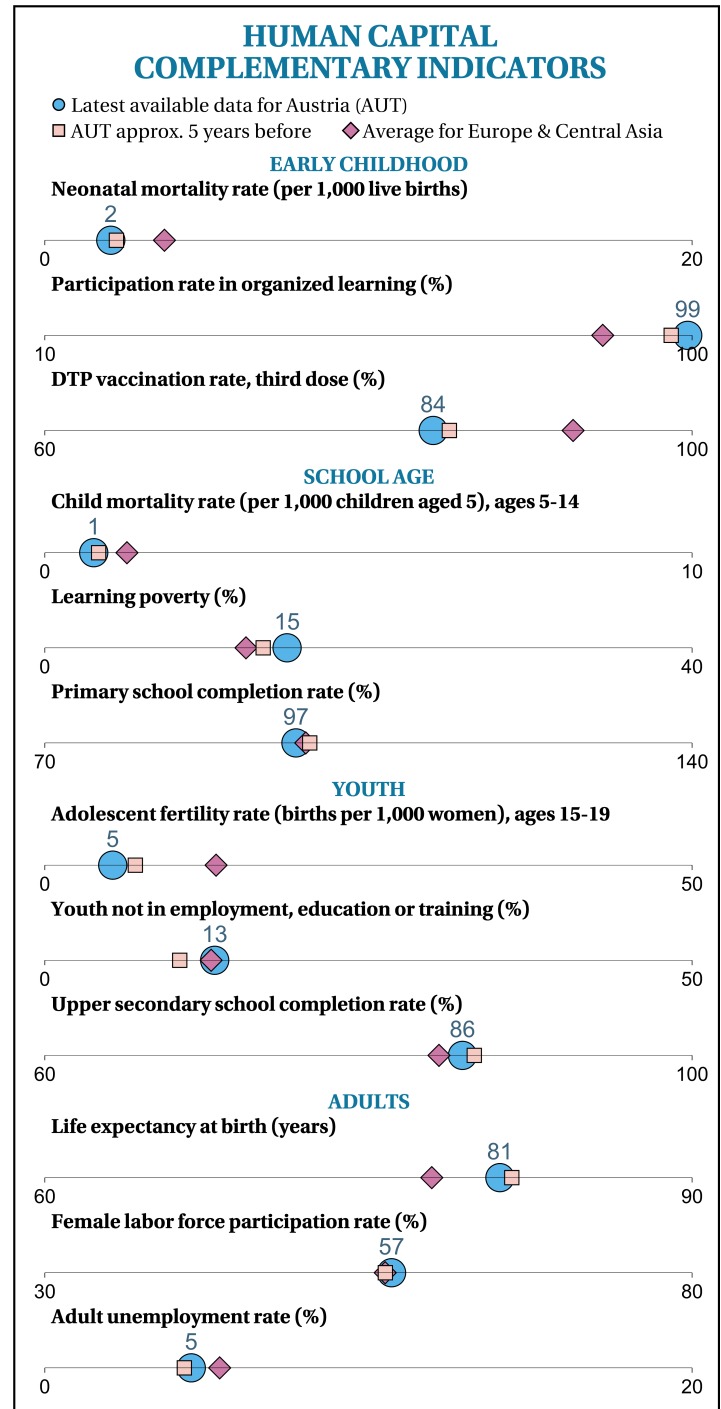 HUMAN CAPITAL
COMPLEMENTARY INDICATORS
Latest available data for Austria (AUT)
AUT approx. 5 years before Average for Europe & Central Asia
EARLY CHILDHOOD
Neonatal mortality rate (per 1,000 live births)
2
0 20
Participation rate in organized learning (%)
99
10 100
DTP vaccination rate, third dose (%)
84
60 100
SCHOOL AGE
Child mortality rate (per 1,000 children aged 5), ages 5-14
1
0 10
Learning poverty (%)
15
0 40
Primary school completion rate (%)
97
70 140
YOUTH
Adolescent fertility rate (births per 1,000 women), ages 15-19
5
0 50
Youth not in employment, education or training (%)
13
0 50
Upper secondary school completion rate (%)
86
60 100
ADULTS
Life expectancy at birth (years)
81
60 90
Female labor force participation rate (%)
57
30 80
Adult unemployment rate (%)
5
0 20